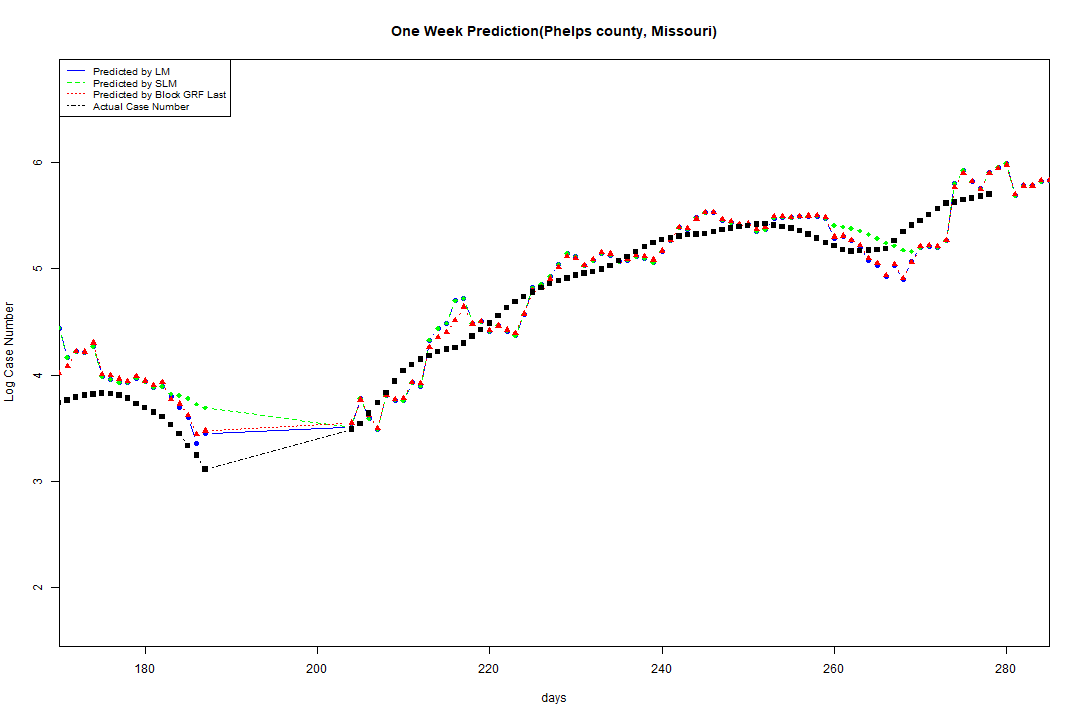 One Week Prediction(Phelps county, Missouri)
Predicted by LM
Predicted by SLM
Predicted by Block GRF Last
Actual Case Number
6
5
4
3
2
Log Case Number
180 200 220 240 260 280
days